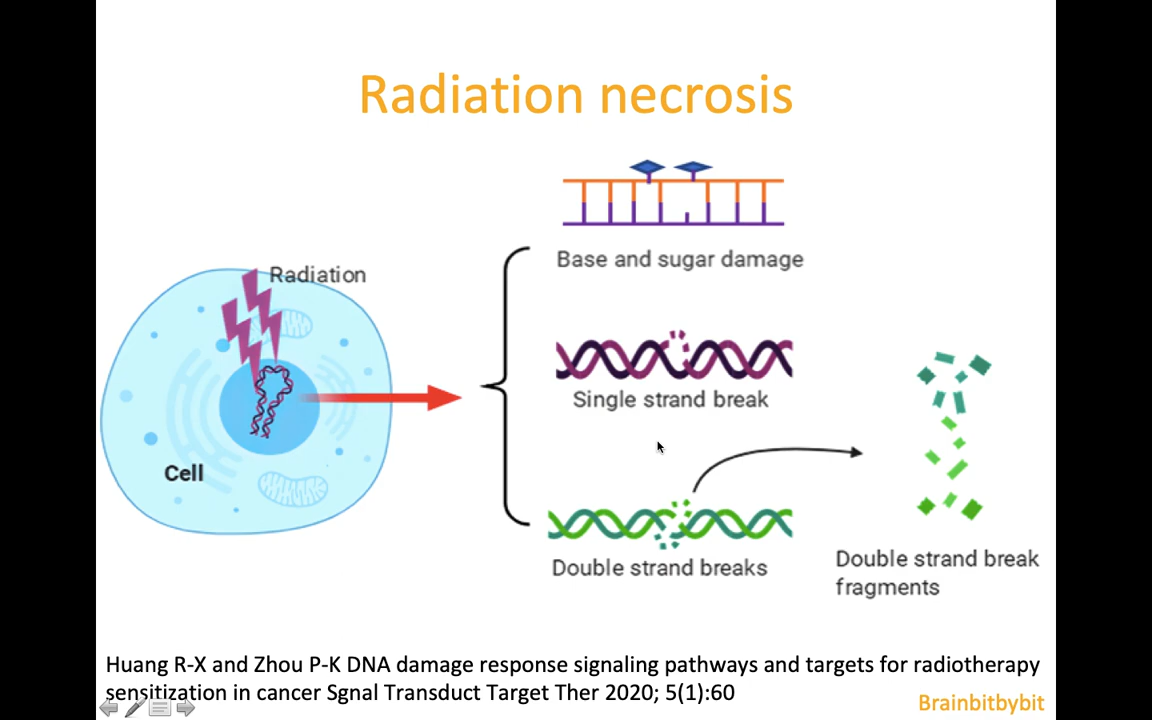 Radiation necrosis
Base and sugar damage
Radiation
Single strand break
Cell
Double strand breaks
Double strand break
fragments
Huang R-X and Zhou P-K DNA damage response signaling pathways and targets for radiotherapy
sensitization in cancer Sgnal Transduct Target Ther 2020; 5(1):60
Brainbitbybit